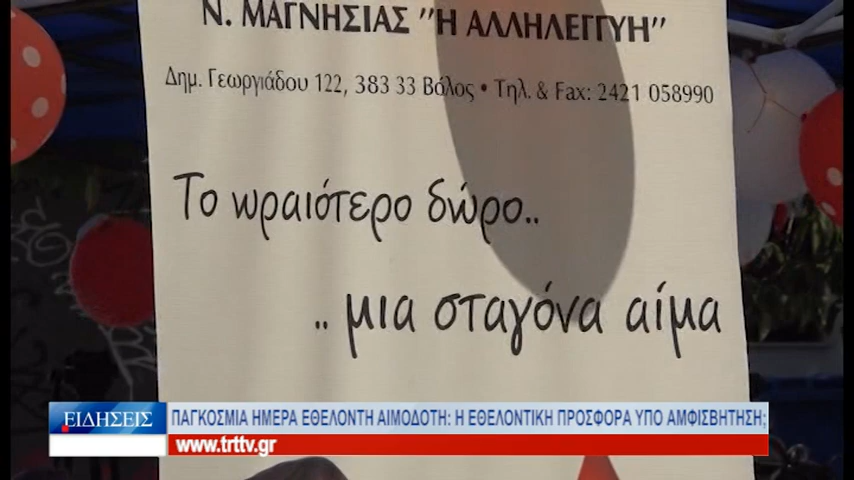 Ν. ΜΑΓΝΗΣΙΑΣ "Η ΑΛΛΗΛΕΓΓΥΗ"
Δημ. Γεωργιάδου 122, 383 33 Βόλος • Τηλ. & Fax: 2421 058990
Το ωραιότερο δώρο..
.. μια σταγόνα αίμα
ΕΙΔΗΣΕΙΣ
ΠΑΓΚΟΣΜΙΑ ΗΜΕΡΑ ΕΘΕΛΟΝΤΗ ΑΙΜΟΔΟΤΗ: Η ΕΘΕΛΟΝΤΙΚΗ ΠΡΟΣΦΟΡΑ ΥΠΟ ΑΜΦΙΣΒΗΤΗΣΗ;
www.trttv.gr